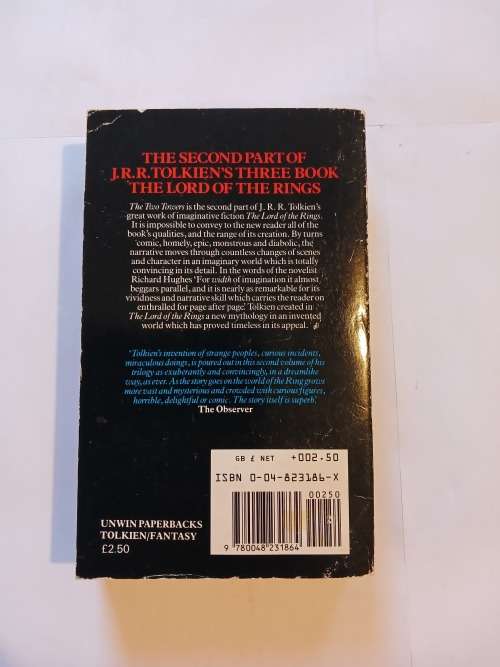 THE SECOND PART OF
J.R.R. TOLKIEN'S THREE BOOK
THE LORD OF THE RINGS
The Two Towers is the second part of J. R. R. Tolkien's
great work of imaginative fiction The Lord of the Rings.
It is impossible to convey to the new reader all of the
book's qualities, and the range of its creation. By turns
comic, homely, epic, monstrous and diabolic, the
narrative moves through countless changes of scenes
and character in an imaginary world which is totally
convincing in its detail. In the words of the novelist
Richard Hughes 'For width of imagination it almost
beggars parallel, and it is nearly as remarkable for its
vividness and narrative skill which carries the reader on
enthralled for page after page'. Tolkien created in
The Lord of the Rings a new mythology in an invented
world which has proved timeless in its appeal.
'Tolkien's invention of strange peoples, curious incidents,
miraculous doings, is poured out in this second volume of his
trilogy as exuberantly and convincingly, in a dreamlike
way, as ever. As the story goes on the world of the Ring grows
more vast and mysterious and crowded with curious figures,
horrible, delightful or comic. The story itself is superb'.
The Observer
GB £ NET +002.50
ISBN 0-04-823186-X
00250
9 780048 231864
UNWIN PAPERBACKS
TOLKIEN/FANTASY
£2.50